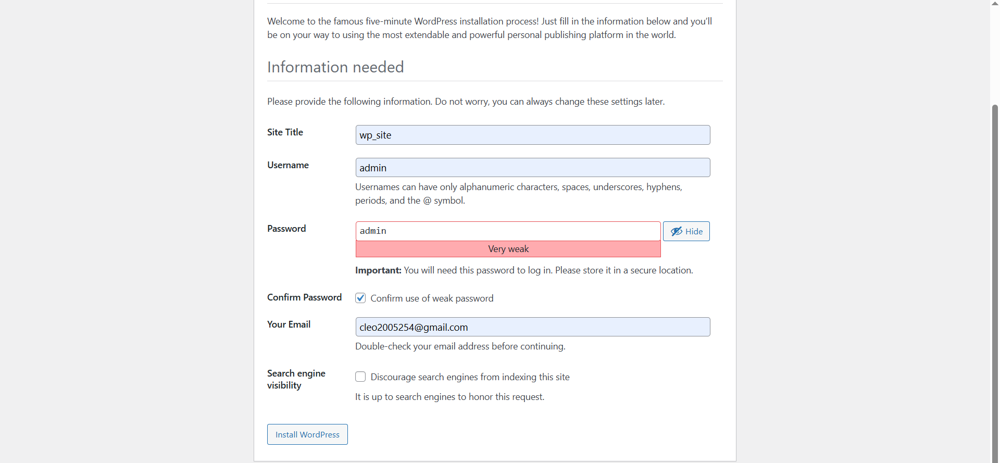 Welcome to the famous five-minute WordPress installation process! Just fill in the information below and you’ll
be on your way to using the most extendable and powerful personal publishing platform in the world.
Information needed
Please provide the following information. Do not worry, you can always change these settings later.
Site Title
wp_site
Username
admin
Usernames can have only alphanumeric characters, spaces, underscores, hyphens,
periods, and the @ symbol.
Password
admin
Hide
Very weak
Important: You will need this password to log in. Please store it in a secure location.
Confirm Password
Confirm use of weak password
Your Email
cleo2005254@gmail.com
Double-check your email address before continuing.
Search engine
visibility
Discourage search engines from indexing this site
It is up to search engines to honor this request.
Install WordPress